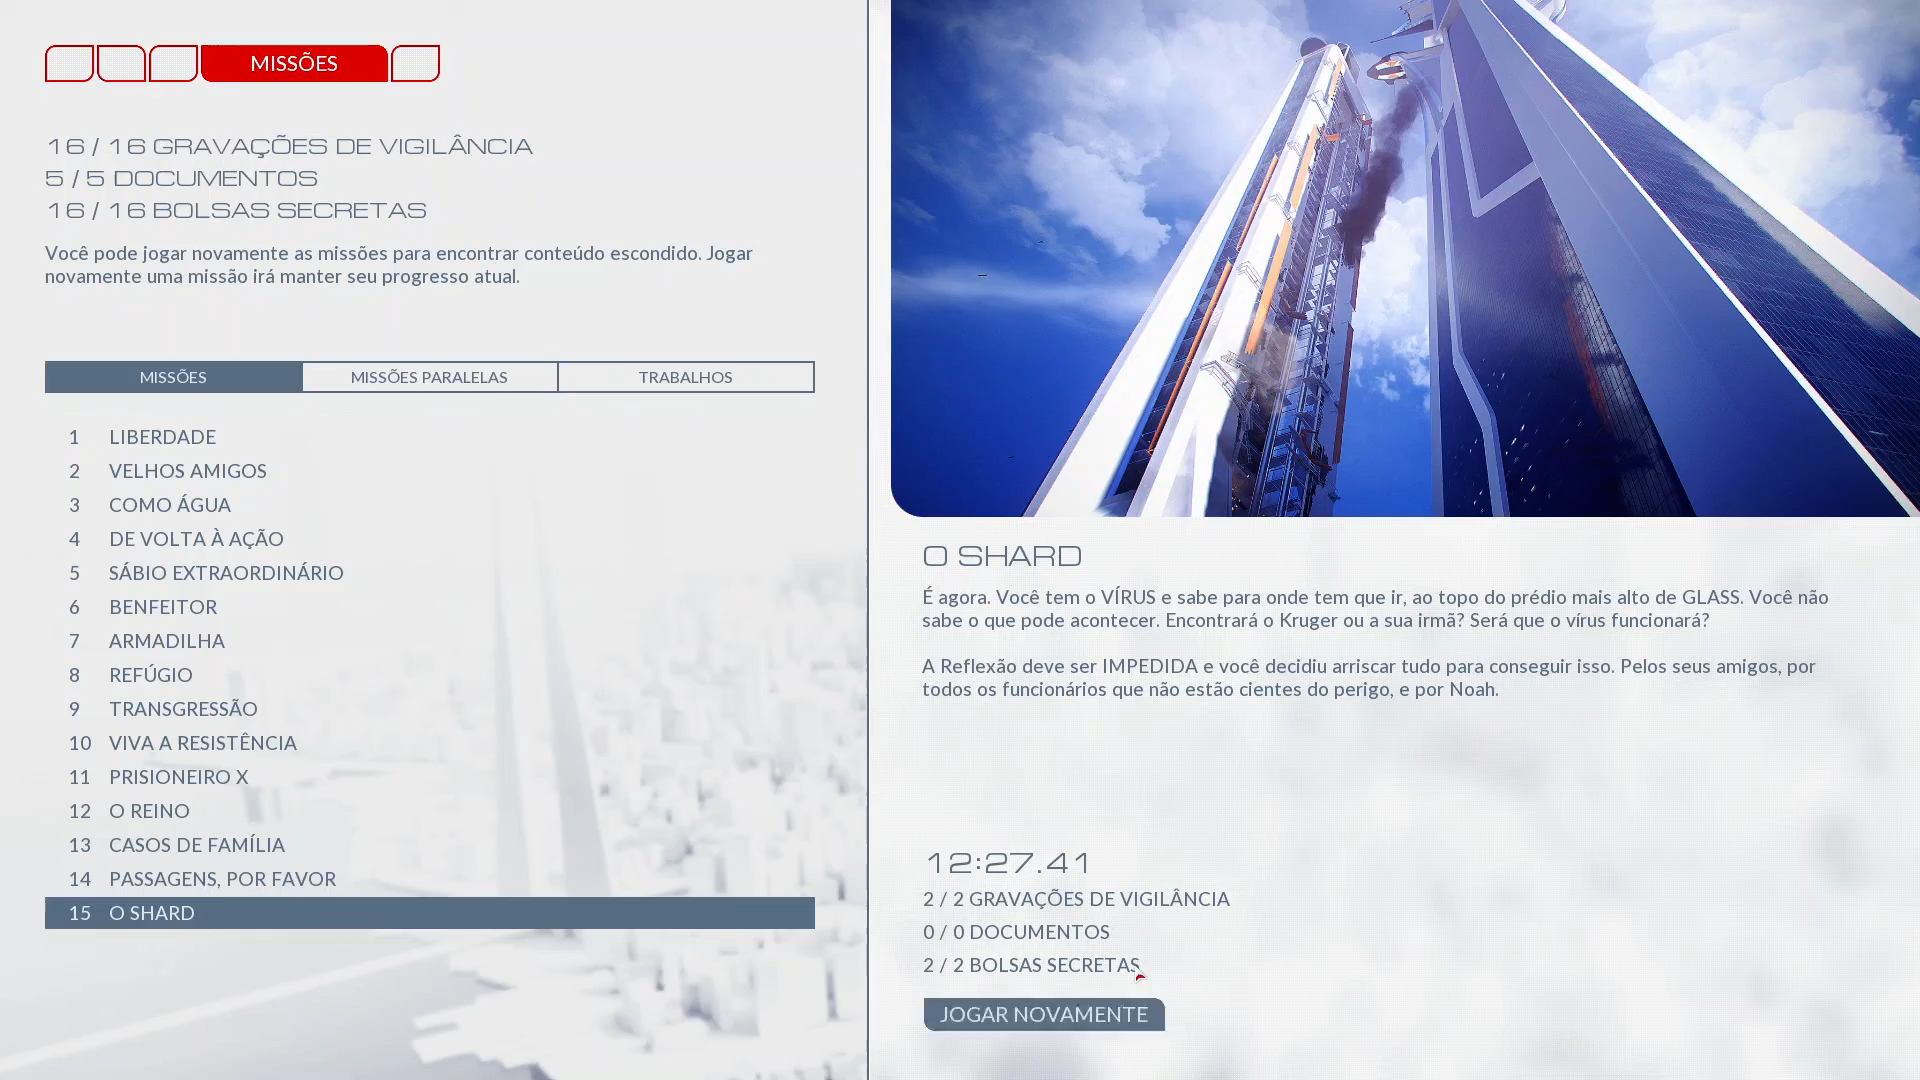 MISSÕES
16 / 16 GRAVAÇÕES DE VIGILÂNCIA
5 / 5 DOCUMENTOS
16 / 16 BOLSAS SECRETAS
Você pode jogar novamente as missões para encontrar conteúdo escondido. Jogar
novamente uma missão irá manter seu progresso atual.
MISSÕES MISSÕES PARALELAS TRABALHOS
1 LIBERDADE
2 VELHOS AMIGOS
3 COMO ÁGUA
4 DE VOLTA À AÇÃO
5 SÁBIO EXTRAORDINÁRIO
6 BENFEITOR
7 ARMADILHA
8 REFÚGIO
9 TRANSGRESSÃO
10 VIVA A RESISTÊNCIA
11 PRISIONEIRO X
12 O REINO
13 CASOS DE FAMÍLIA
14 PASSAGENS, POR FAVOR
15 O SHARD
O SHARD
É agora. Você tem o VÍRUS e sabe para onde tem que ir, ao topo do prédio mais alto de GLASS. Você não
sabe o que pode acontecer. Encontrará o Kruger ou a sua irmã? Será que o vírus funcionará?
A Reflexão deve ser IMPEDIDA e você decidiu arriscar tudo para conseguir isso. Pelos seus amigos, por
todos os funcionários que não estão cientes do perigo, e por Noah.
12:27.41
2 / 2 GRAVAÇÕES DE VIGILÂNCIA
0 / 0 DOCUMENTOS
2 / 2 BOLSAS SECRETAS
JOGAR NOVAMENTE